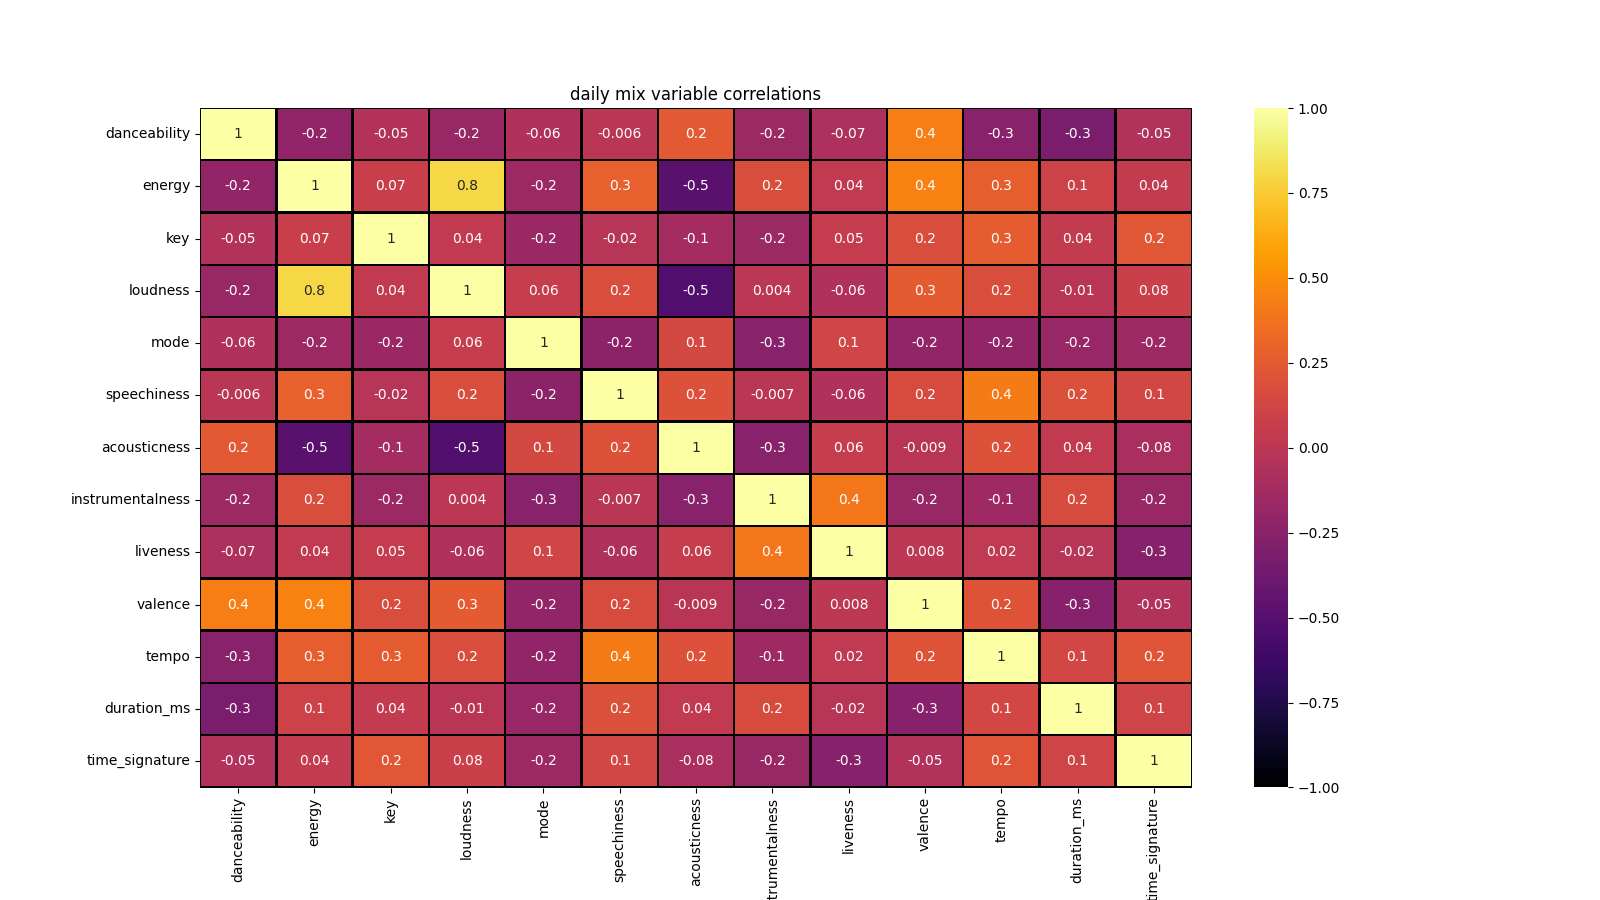 daily mix variable correlations
danceability 1 -0.2 -0.05 -0.2 -0.06 -0.006 0.2 -0.2 -0.07 0.4 -0.3 -0.3 -0.05
energy -0.2 1 0.07 0.8 -0.2 0.3 -0.5 0.2 0.04 0.4 0.3 0.1 0.04
key -0.05 0.07 1 0.04 -0.2 -0.02 -0.1 -0.2 0.05 0.2 0.3 0.04 0.2
loudness -0.2 0.8 0.04 1 0.06 0.2 -0.5 0.004 -0.06 0.3 0.2 -0.01 0.08
mode -0.06 -0.2 -0.2 0.06 1 -0.2 0.1 -0.3 0.1 -0.2 -0.2 -0.2 -0.2
speechiness -0.006 0.3 -0.02 0.2 -0.2 1 0.2 -0.007 -0.06 0.2 0.4 0.2 0.1
acousticness 0.2 -0.5 -0.1 -0.5 0.1 0.2 1 -0.3 0.06 -0.009 0.2 0.04 -0.08
instrumentalness -0.2 0.2 -0.2 0.004 -0.3 -0.007 -0.3 1 0.4 -0.2 -0.1 0.2 -0.2
liveness -0.07 0.04 0.05 -0.06 0.1 -0.06 0.06 0.4 1 0.008 0.02 -0.02 -0.3
valence 0.4 0.4 0.2 0.3 -0.2 0.2 -0.009 -0.2 0.008 1 0.2 -0.3 -0.05
tempo -0.3 0.3 0.3 0.2 -0.2 0.4 0.2 -0.1 0.02 0.2 1 0.1 0.2
duration_ms -0.3 0.1 0.04 -0.01 -0.2 0.2 0.04 0.2 -0.02 -0.3 0.1 1 0.1
time_signature -0.05 0.04 0.2 0.08 -0.2 0.1 -0.08 -0.2 -0.3 -0.05 0.2 0.1 1
danceability
energy
key
loudness
mode
speechiness
acousticness
trumentalness
liveness
valence
tempo
duration_ms
ime_signature
1.00
0.75
0.50
0.25
0.00
−0.25
−0.50
−0.75
−1.00